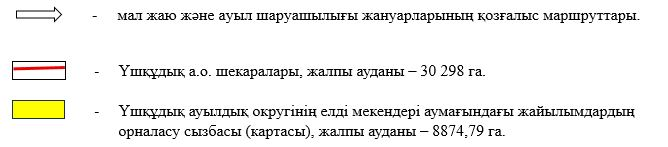 - мал жаю және ауыл шаруашылығы жануарларының қозғалыс маршруттары.
- Үшқұдық а.о. шекаралары, жалпы ауданы – 30 298 га.
- Үшқұдық ауылдық округінің елді мекендері аумағындағы жайылымдардың
орналасу сызбасы (картасы), жалпы ауданы – 8874,79 га.